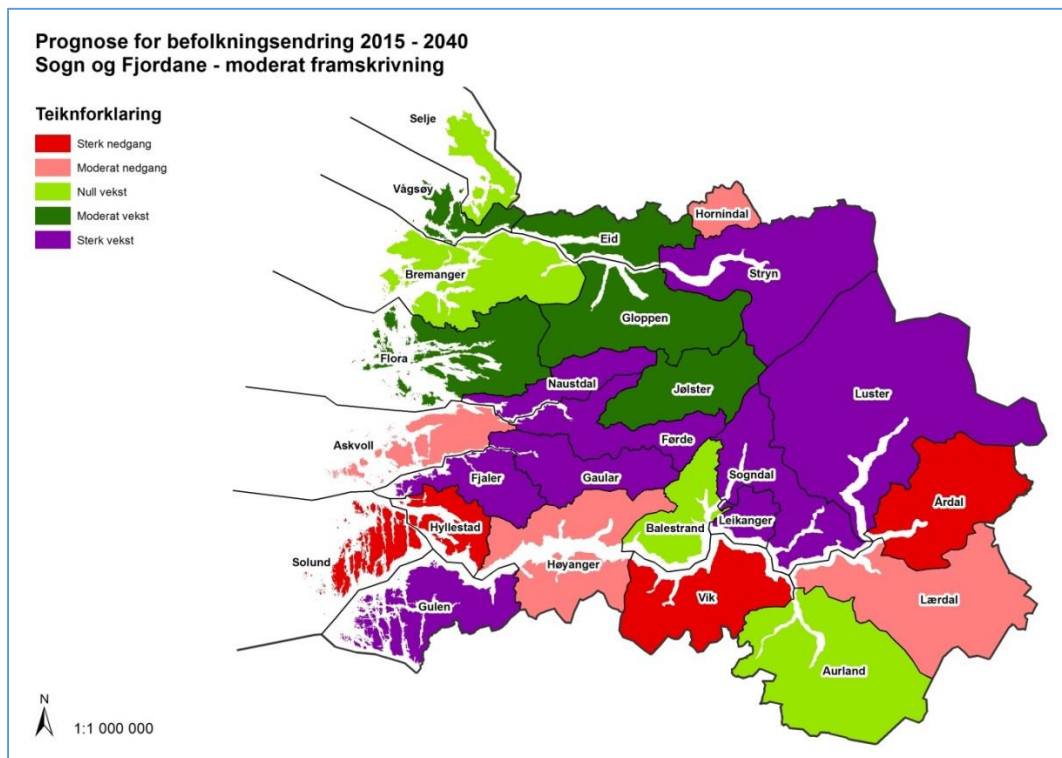 Prognose for befolkningsendring 2015 - 2040
Sogn og Fjordane - moderat framskrivning
Teiknforklaring
Sterk nedgang
Moderat nedgang
Null vekst
Moderat vekst
Sterk vekst
Selje
Vågsøy
Hornindal
Eid
Stryn
Bremanger
Gloppen
Flora
Naustdal
Jølster
Luster
Askvoll
Førde
Fjaler
Gaular
Sogndal
Årdal
Hyllestad
Balestrand
Leikanger
Solund
Høyanger
Vik
Lærdal
Gulen
Aurland
N
1:1 000 000